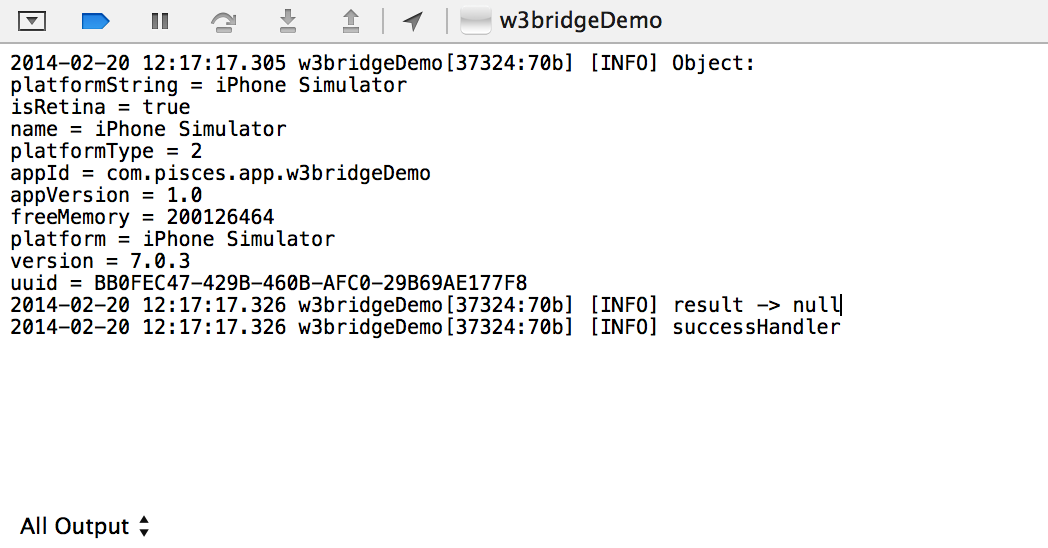 w3bridgeDemo
2014-02-20 12:17:17.305 w3bridgeDemo[37324:70b] [INFO] Object:
platformString = iPhone Simulator
isRetina = true
name = iPhone Simulator
platformType = 2
appId = com.pisces.app.w3bridgeDemo
appVersion = 1.0
freeMemory = 200126464
platform = iPhone Simulator
version = 7.0.3
uuid = BB0FEC47-429B-460B-AFC0-29B69AE177F8
2014-02-20 12:17:17.326 w3bridgeDemo[37324:70b] [INFO] result -> null
2014-02-20 12:17:17.326 w3bridgeDemo[37324:70b] [INFO] successHandler
All Output